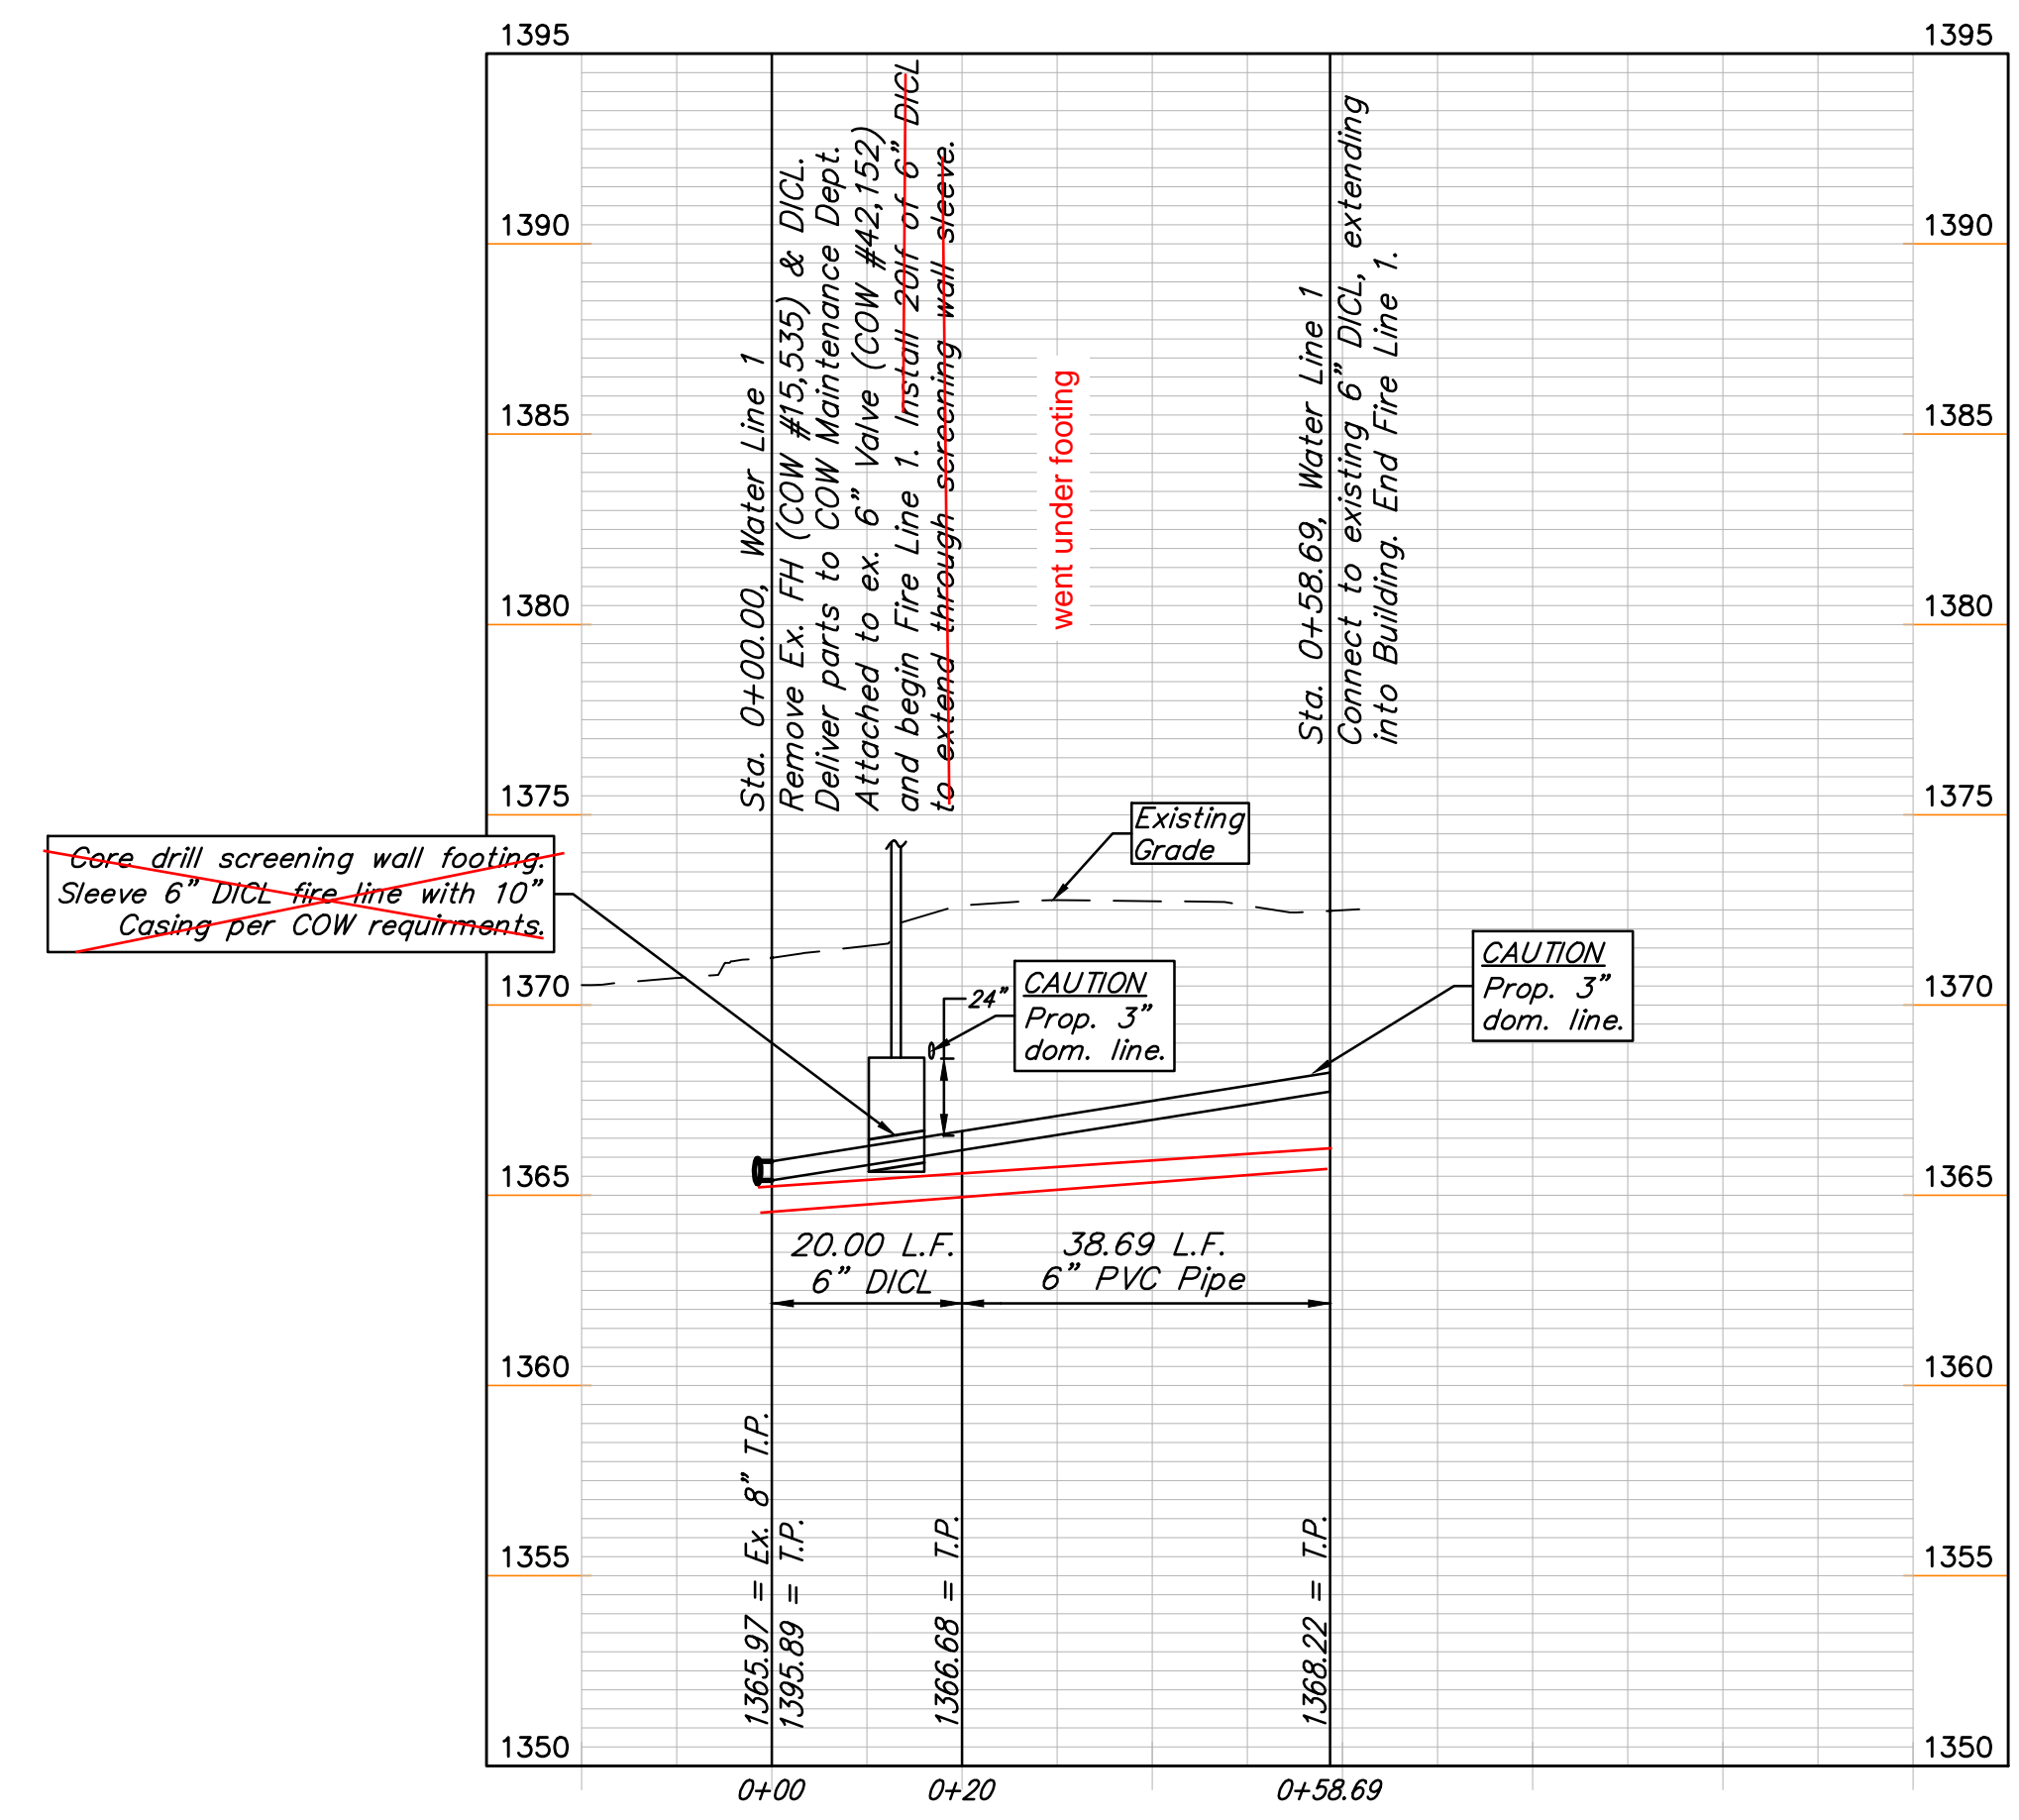 1395
1395
1390
1390
1385
1385
1380
1380
1375
1375
1370
1370
1365
1365
1360
1360
1355
1355
1350
1350
Sta. 0+00.00, Water Line 1
Remove Ex. FH (COW #15,535) & DICL.
Deliver parts to COW Maintenance Dept.
Attached to ex. 6" Valve (COW #42,152)
and begin Fire Line 1. Install 20lf of 6" DICL
to extend through screening wall sleeve.
went under footing
Sta. 0+58.69, Water Line 1
Connect to existing 6" DICL, extending
into Building. End Fire Line 1.
Existing
Grade
Core drill screening wall footing.
Sleeve 6" DICL fire line with 10"
Casing per COW requirments.
24"
CAUTION
Prop. 3"
dom. line.
CAUTION
Prop. 3"
dom. line.
20.00 L.F.
6" DICL
38.69 L.F.
6" PVC Pipe
1365.97 = Ex. 8" T.P.
1395.89 = T.P.
1366.68 = T.P.
1368.22 = T.P.
0+00
0+20
0+58.69